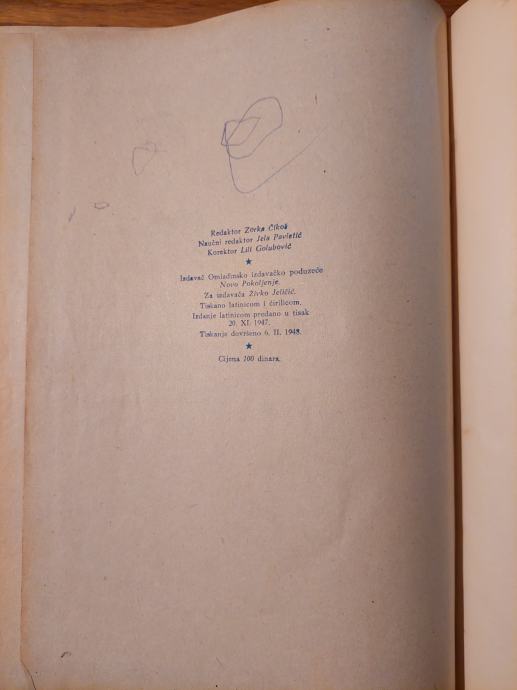 Redaktor Zorka Čikoš
Naučni redaktor Jela Pavletić
Korektor Lili Golubović
★
Izdavač Omladinsko izdavačko poduzeće
Novo Pokoljenje.
Za izdavača Živko Jeličić.
Tiskano latinicom i ćirilicom.
Izdanje latinicom predano u tisak
20. XI. 1947.
Tiskanje dovršeno 6. II. 1948.
★
Cijena 100 dinara.